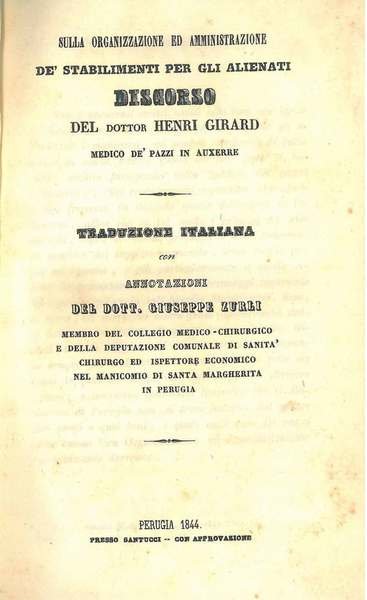 SULLA ORGANIZZAZIONE ED AMMINISTRAZIONE
DE' STABILIMENTI PER GLI ALIENATI
DISCORSO
DEL DOTTOR HENRI GIRARD
MEDICO DE' PAZZI IN AUXERRE
TRADUZIONE ITALIANA
con
ANNOTAZIONI
DEL DOTT. GIUSEPPE ZURLI
MEMBRO DEL COLLEGIO MEDICO-CHIRURGICO
E DELLA DEPUTAZIONE COMUNALE DI SANITA'
CHIRURGO ED ISPETTORE ECONOMICO
NEL MANICOMIO DI SANTA MARGHERITA
IN PERUGIA
PERUGIA 1844.
PRESSO SANTUCCI -- CON APPROVAZIONE